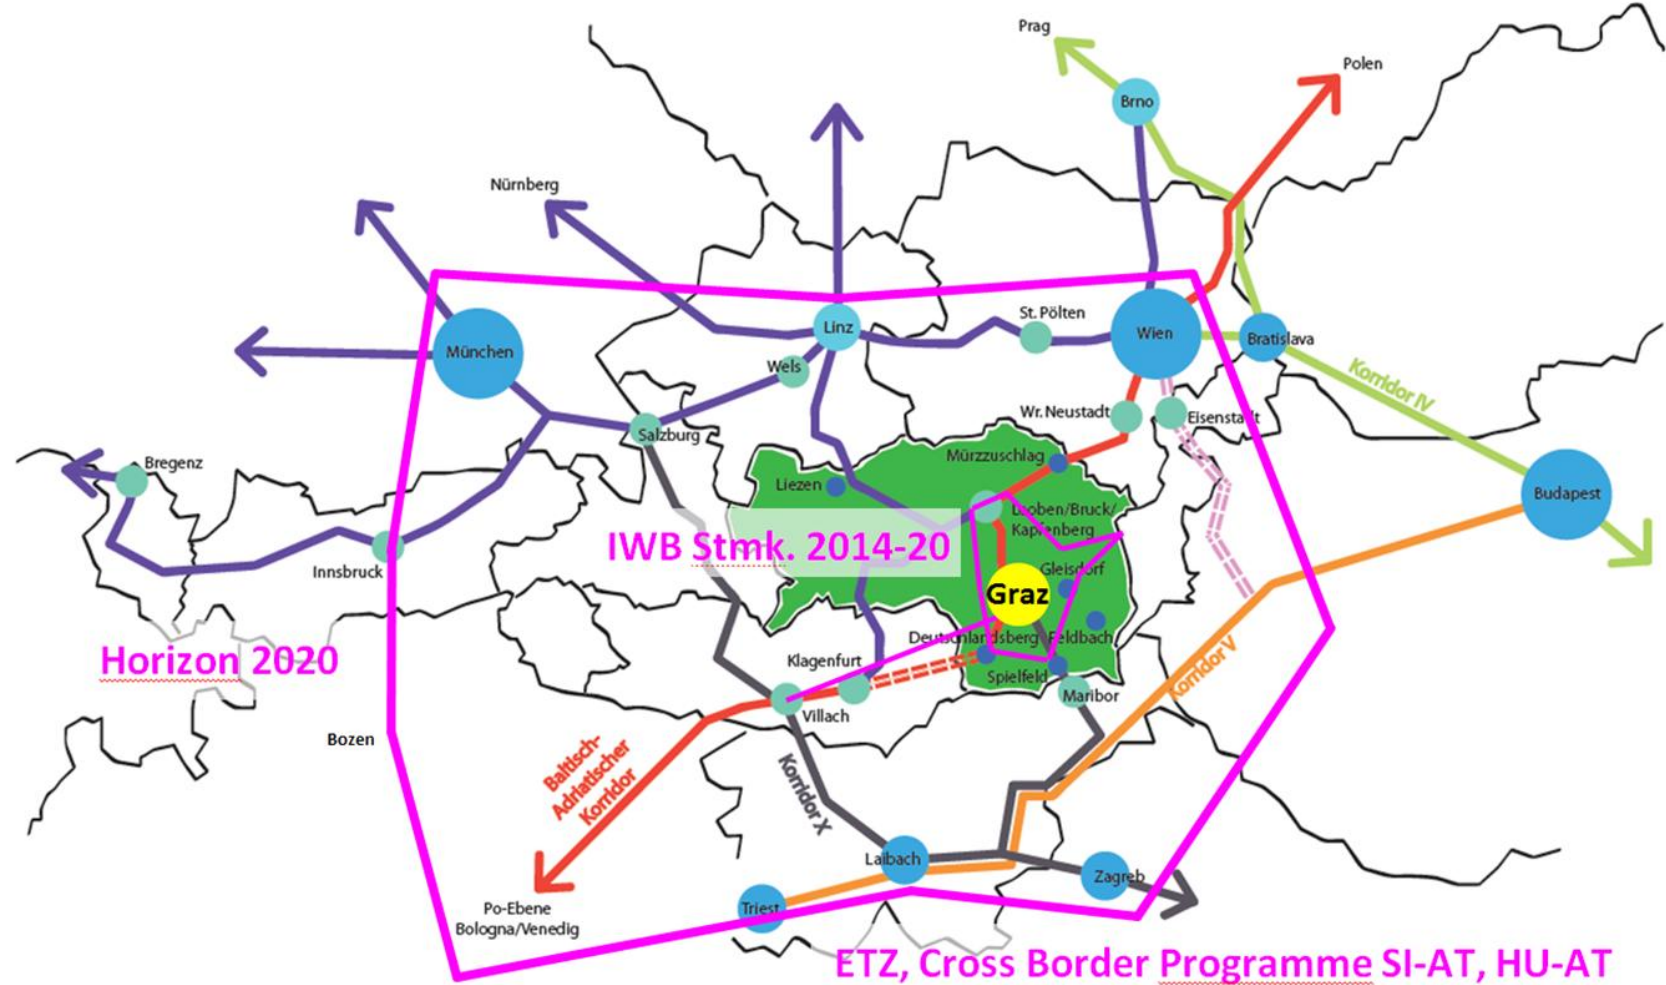 Prag
Polen
Brno
Nürnberg
St. Pölten
Linz
Wien
Bratislava
München
Wels
Korridor IV
Wr. Neustadt
Eisenstadt
Salzburg
Mürzzuschlag
Bregenz
Liezen
Budapest
Leoben/Bruck/
Kapfenberg
IWB Stmk. 2014-20
Innsbruck
Gleisdorf
Graz
Deutschlandsberg
Feldbach
Horizon 2020
Klagenfurt
Spielfeld
Korridor V
Maribor
Villach
Bozen
Baltisch-
Adriatischer
Korridor
Korridor X
Laibach
Zagreb
Triest
Po-Ebene
Bologna/Venedig
ETZ, Cross Border Programme SI-AT, HU-AT